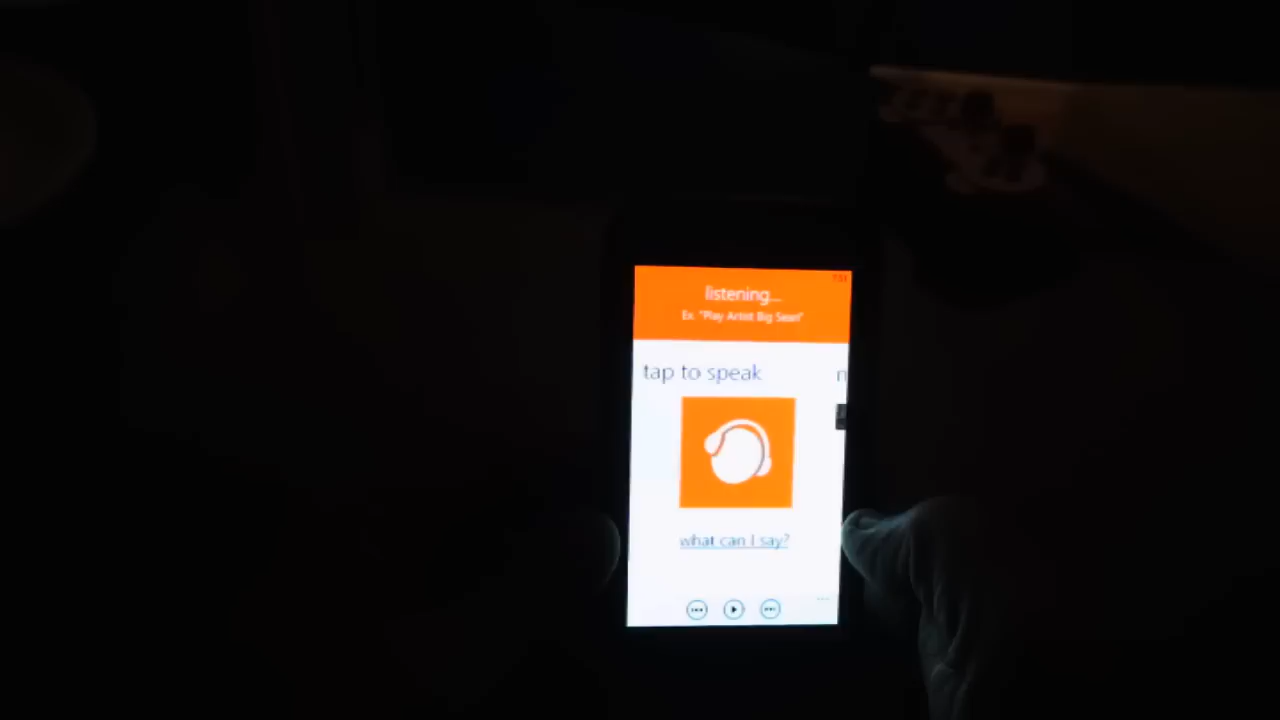 listening...
Ex: "Play Artist Big Sean"
tap to speak
n
what can I say?